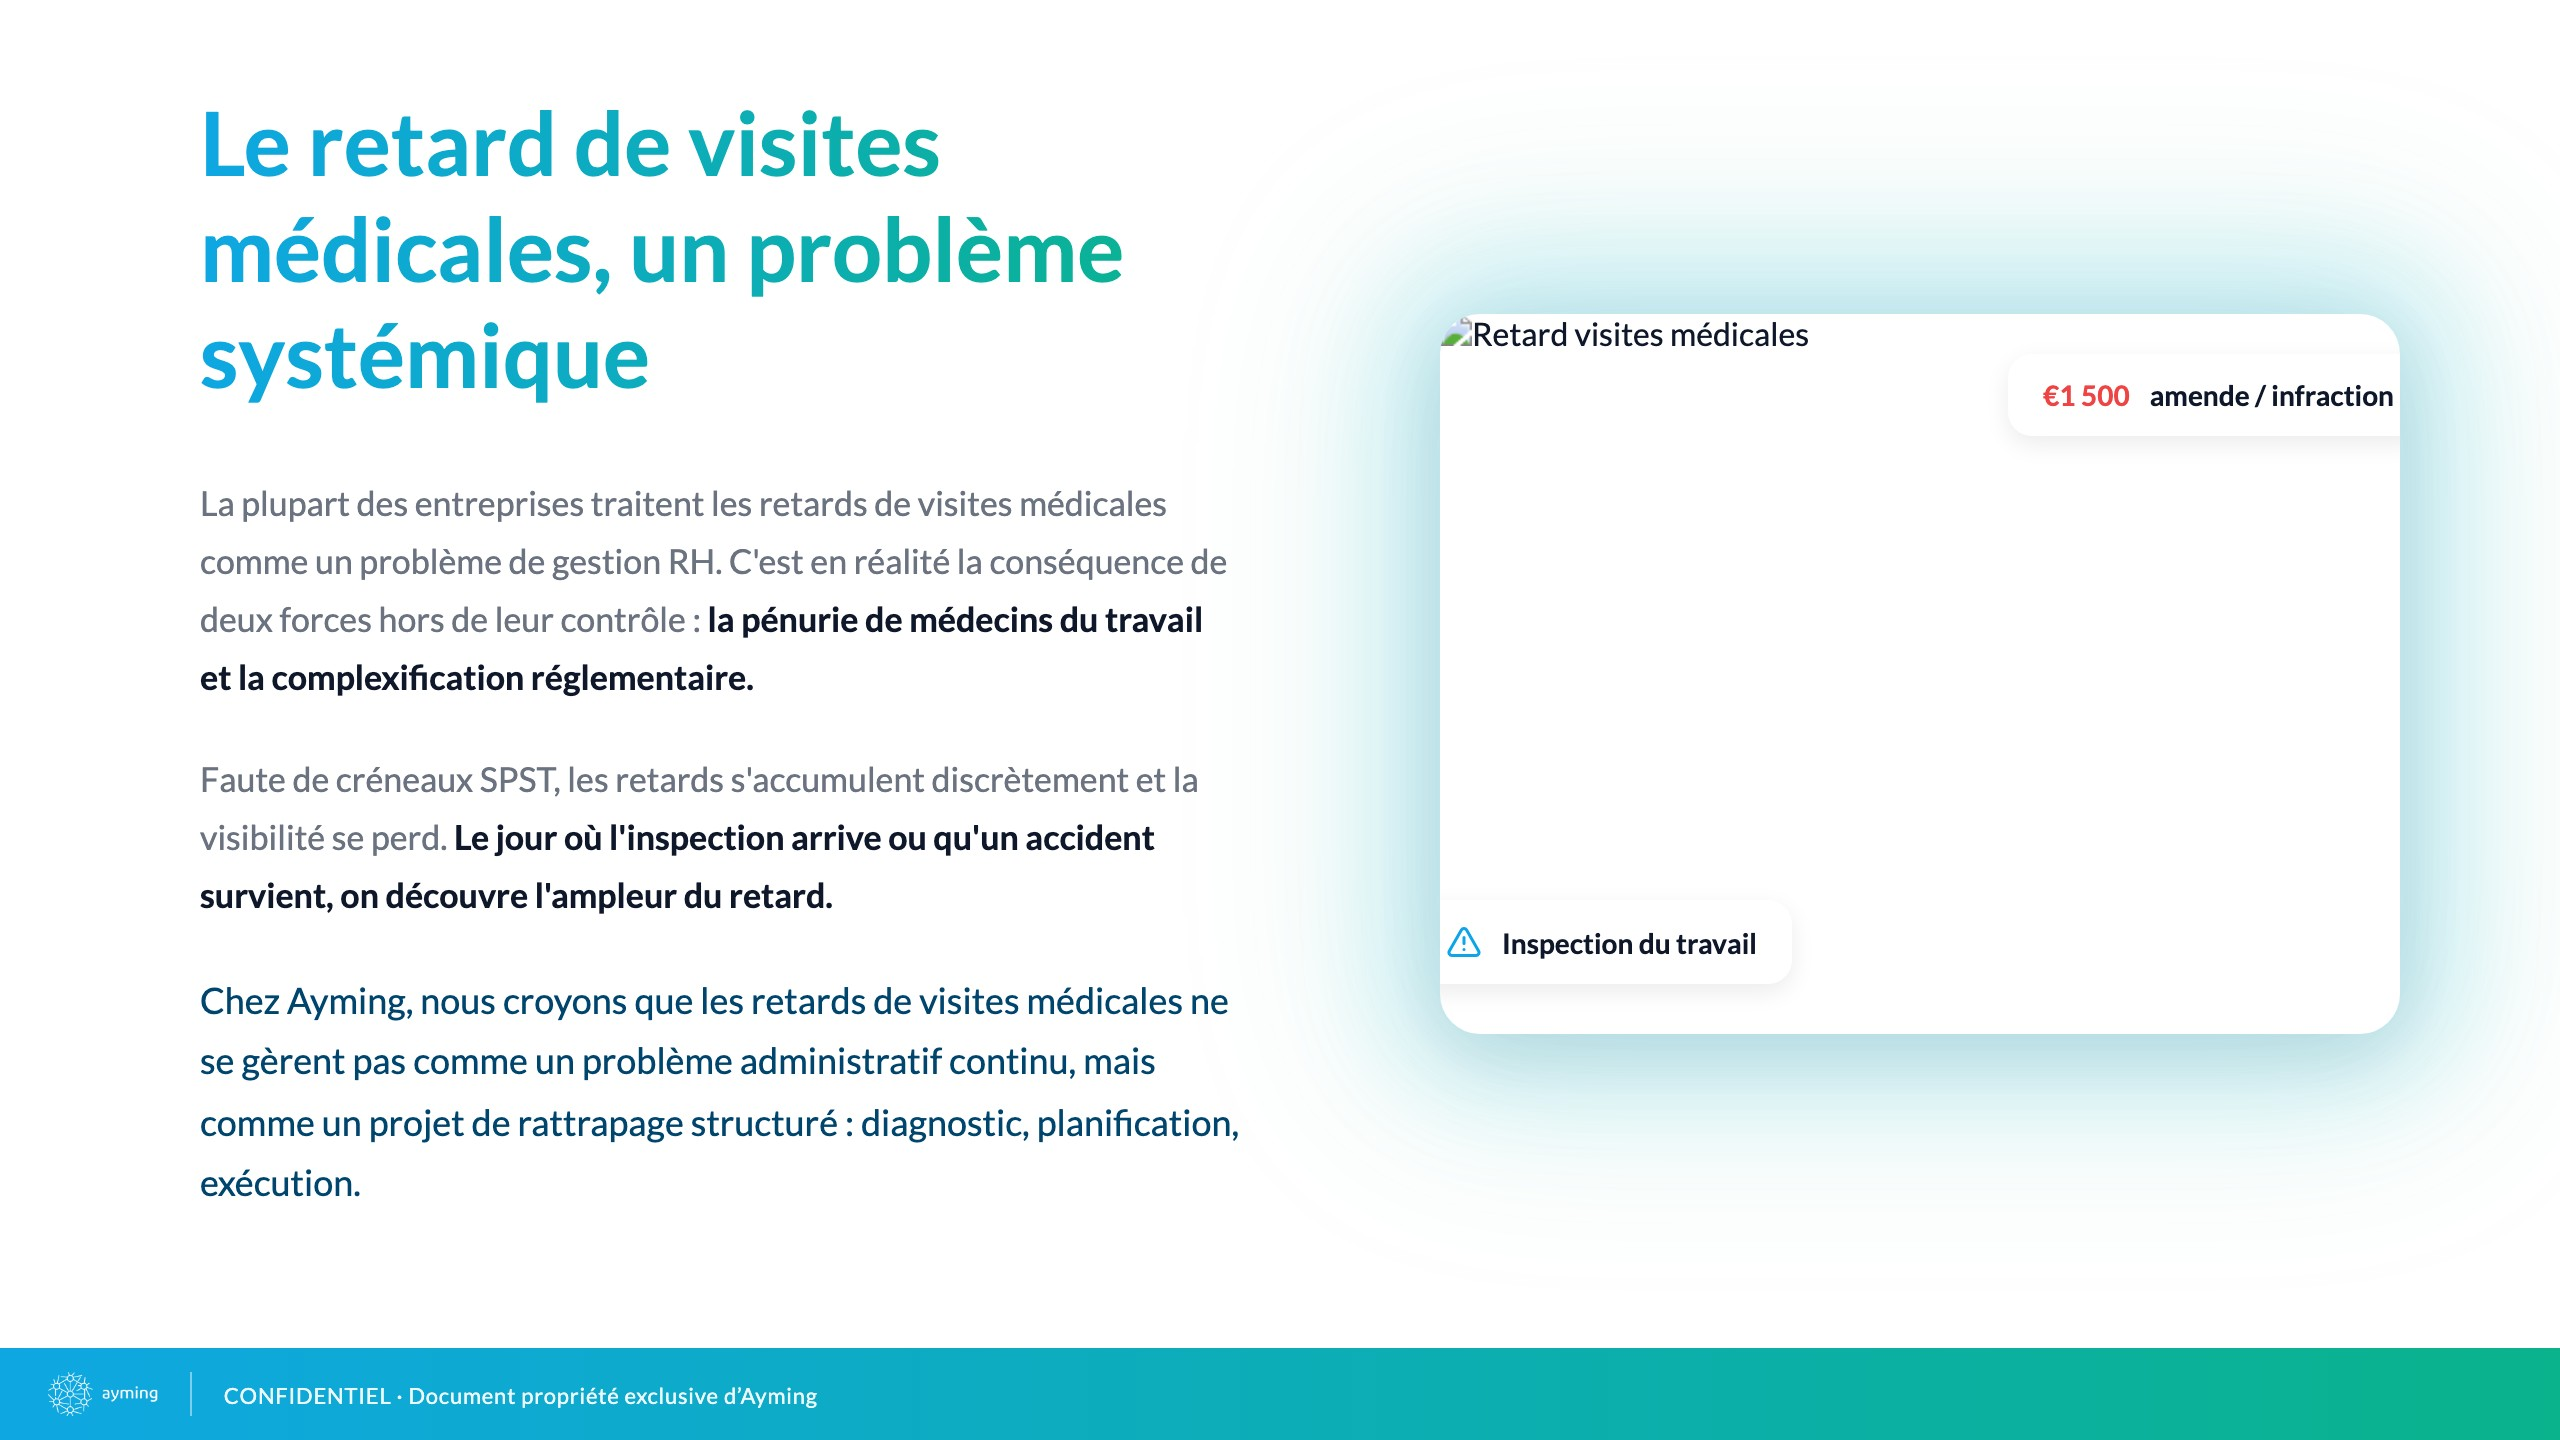 Le retard de visites
médicales, un problème
systémique
La plupart des entreprises traitent les retards de visites médicales
comme un problème de gestion RH. C'est en réalité la conséquence de
deux forces hors de leur contrôle : la pénurie de médecins du travail
et la complexification réglementaire.
Faute de créneaux SPST, les retards s'accumulent discrètement et la
visibilité se perd. Le jour où l'inspection arrive ou qu'un accident
survient, on découvre l'ampleur du retard.
Chez Ayming, nous croyons que les retards de visites médicales ne
se gèrent pas comme un problème administratif continu, mais
comme un projet de rattrapage structuré : diagnostic, planification,
exécution.
Retard visites médicales
€1 500 amende / infraction
Inspection du travail
ayming
CONFIDENTIEL · Document propriété exclusive d’Ayming